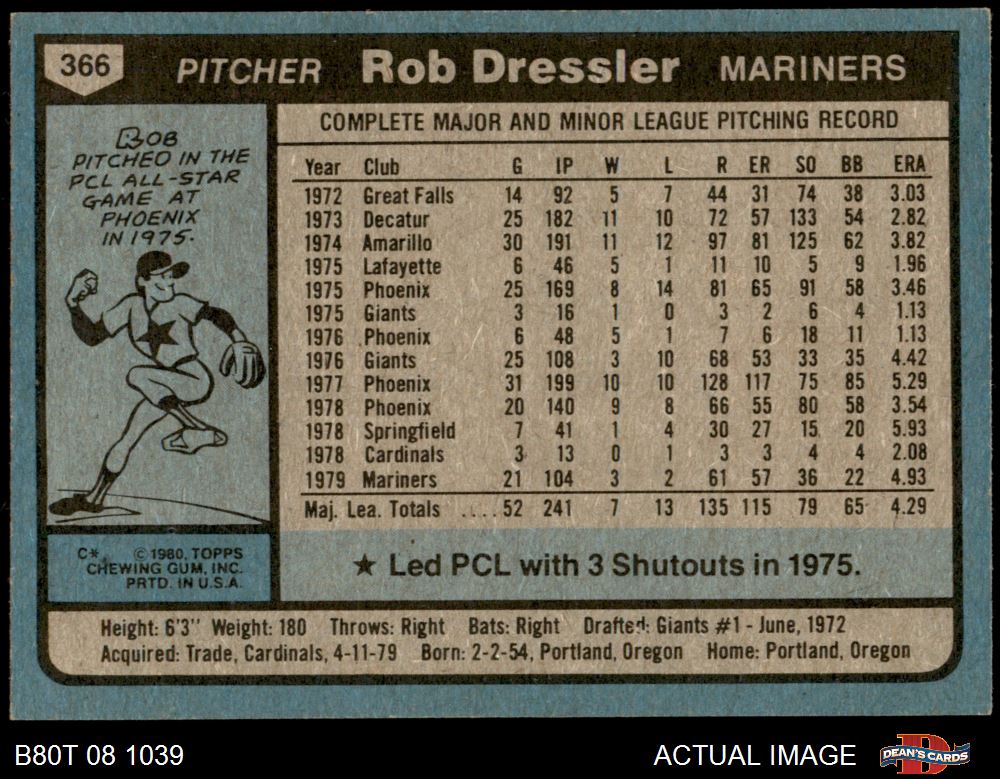 366 PITCHER Rob Dressler MARINERS
BOB
PITCHED IN THE
PCL ALL-STAR
GAME AT
PHOENIX
IN 1975.
COMPLETE MAJOR AND MINOR LEAGUE PITCHING RECORD
Year Club G IP W L R ER SO BB ERA
1972 Great Falls 14 92 5 7 44 31 74 38 3.03
1973 Decatur 25 182 11 10 72 57 133 54 2.82
1974 Amarillo 30 191 11 12 97 81 125 62 3.82
1975 Lafayette 6 46 5 1 11 10 5 9 1.96
1975 Phoenix 25 169 8 14 81 65 91 58 3.46
1975 Giants 3 16 1 0 3 2 6 4 1.13
1976 Phoenix 6 48 5 1 7 6 18 11 1.13
1976 Giants 25 108 3 10 68 53 33 35 4.42
1977 Phoenix 31 199 10 10 128 117 75 85 5.29
1978 Phoenix 20 140 9 8 66 55 80 58 3.54
1978 Springfield 7 41 1 4 30 27 15 20 5.93
1978 Cardinals 3 13 0 1 3 3 4 4 2.08
1979 Mariners 21 104 3 2 61 57 36 22 4.93
Maj. Lea. Totals ....52 241 7 13 135 115 79 65 4.29
C* ©1980, TOPPS
CHEWING GUM, INC.
PRTD. IN U.S.A.
★ Led PCL with 3 Shutouts in 1975.
Height: 6'3" Weight: 180 Throws: Right Bats: Right Drafted: Giants #1 - June, 1972
Acquired: Trade, Cardinals, 4-11-79 Born: 2-2-54, Portland, Oregon Home: Portland, Oregon
B80T 08 1039 ACTUAL IMAGE DEAN'S CARDS